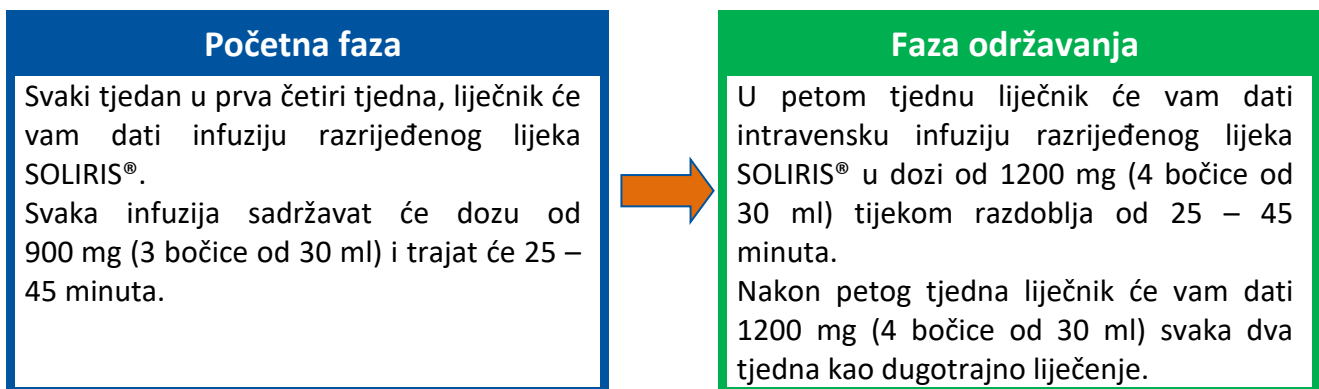 Početna faza
Svaki tjedan u prva četiri tjedna, liječnik će
vam dati infuziju razrijeđenog lijeka
SOLIRIS®.
Svaka infuzija sadržavat će dozu od
900 mg (3 bočice od 30 ml) i trajat će 25 –
45 minuta.
Faza održavanja
U petom tjednu liječnik će vam dati
intravensku infuziju razrijeđenog lijeka
SOLIRIS® u dozi od 1200 mg (4 bočice od
30 ml) tijekom razdoblja od 25 – 45
minuta.
Nakon petog tjedna liječnik će vam dati
1200 mg (4 bočice od 30 ml) svaka dva
tjedna kao dugotrajno liječenje.